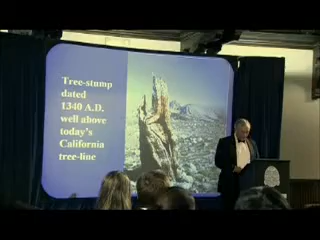 Tree-stump
dated
1340 A.D.
well above
today's
California
tree-line